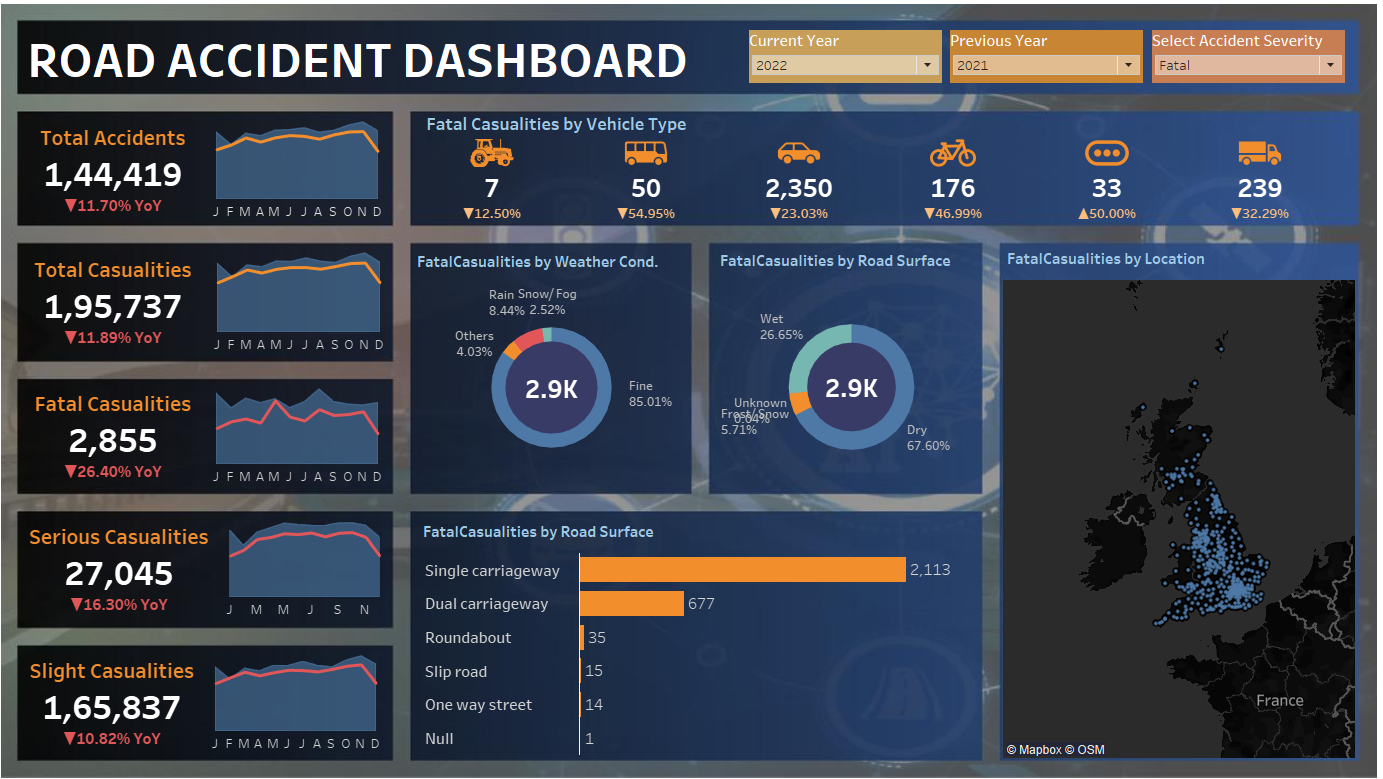 ROAD ACCIDENT DASHBOARD
Current Year
2022
Previous Year
2021
Select Accident Severity
Fatal
Total Accidents
1,44,419
▼11.70% YoY
J F M A M J J A S O N D
Total Casualities
1,95,737
▼11.89% YoY
J F M A M J J A S O N D
Fatal Casualities
2,855
▼26.40% YoY
J F M A M J J A S O N D
Serious Casualities
27,045
▼16.30% YoY
J M M J S N
Slight Casualities
1,65,837
▼10.82% YoY
J F M A M J J A S O N D
Fatal Casualities by Vehicle Type
7 50 2,350 176 33 239
▼12.50% ▼54.95% ▼23.03% ▼46.99% ▲50.00% ▼32.29%
FatalCasualities by Weather Cond.
Rain Snow/ Fog
8.44% 2.52%
Others
4.03%
2.9K
Fine
85.01%
FatalCasualities by Road Surface
Wet
26.65%
2.9K
Unknown
0.04%
Frost/Snow
5.71%
Dry
67.60%
FatalCasualities by Location
France
© Mapbox © OSM
FatalCasualities by Road Surface
Single carriageway 2,113
Dual carriageway 677
Roundabout 35
Slip road 15
One way street 14
Null 1